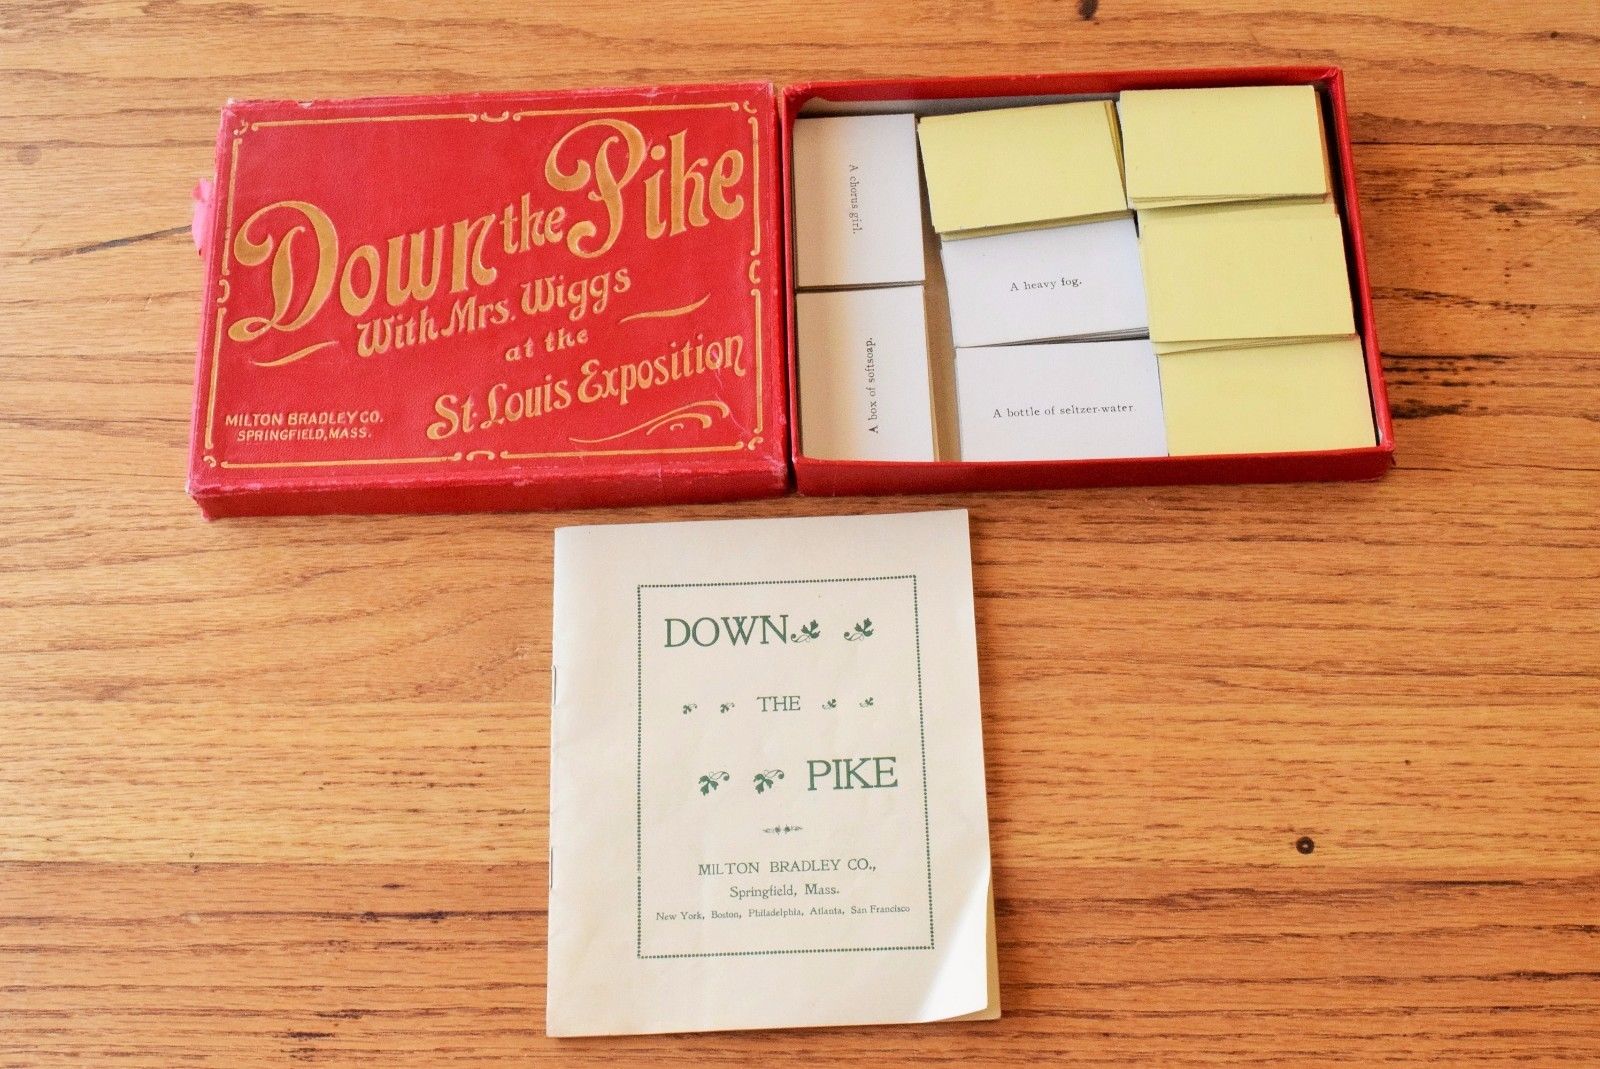 Down the Pike
With Mrs. Wiggs
at the
St. Louis Exposition
MILTON BRADLEY CO.
SPRINGFIELD, MASS.
A chorus girl.
A box of softsoap.
A heavy fog.
A bottle of seltzer-water
DOWN
THE
PIKE
MILTON BRADLEY CO.,
Springfield, Mass.
New York, Boston, Philadelphia, Atlanta, San Francisco